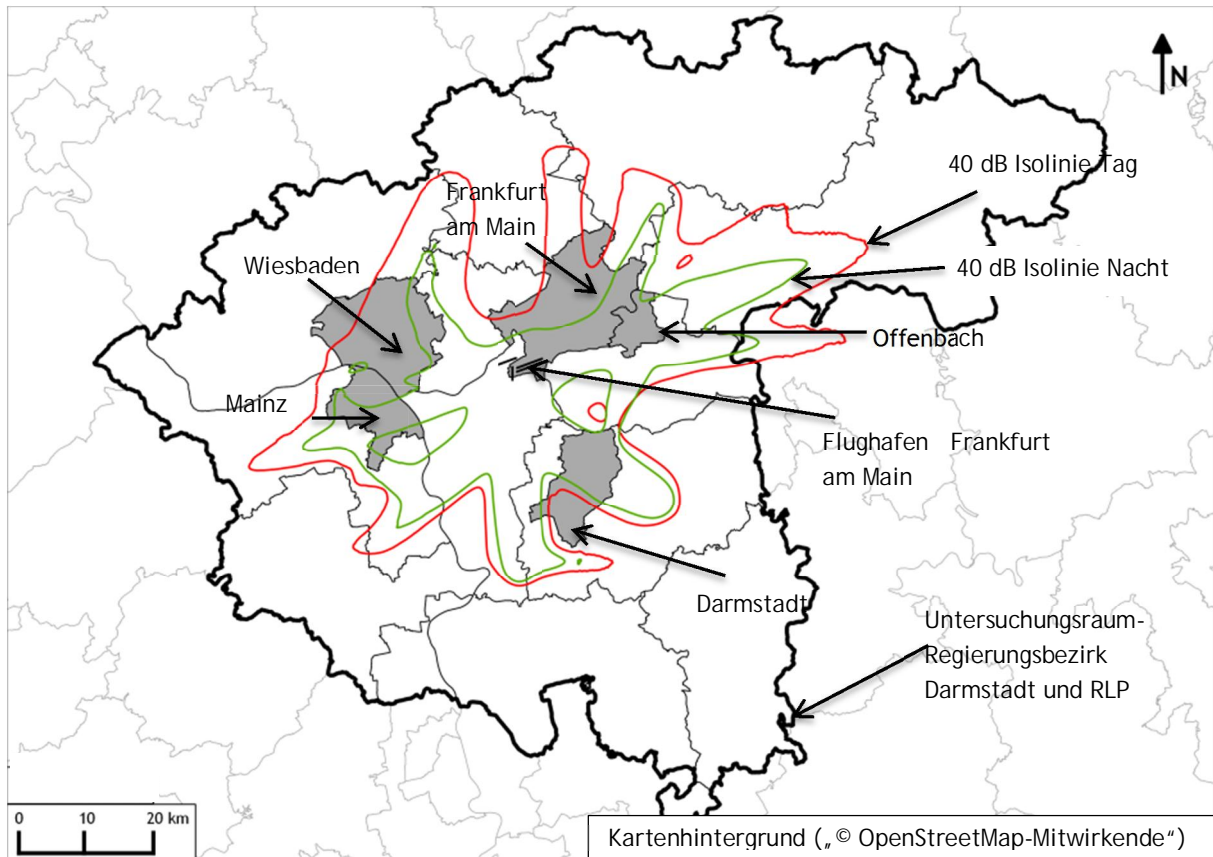 N
40 dB Isolinie Tag
Frankfurt
am Main
Wiesbaden
40 dB Isolinie Nacht
Offenbach
Mainz
Flughafen Frankfurt
am Main
Darmstadt
Untersuchungsraum-
Regierungsbezirk
Darmstadt und RLP
0 10 20 km
Kartenhintergrund („© OpenStreetMap-Mitwirkende“)